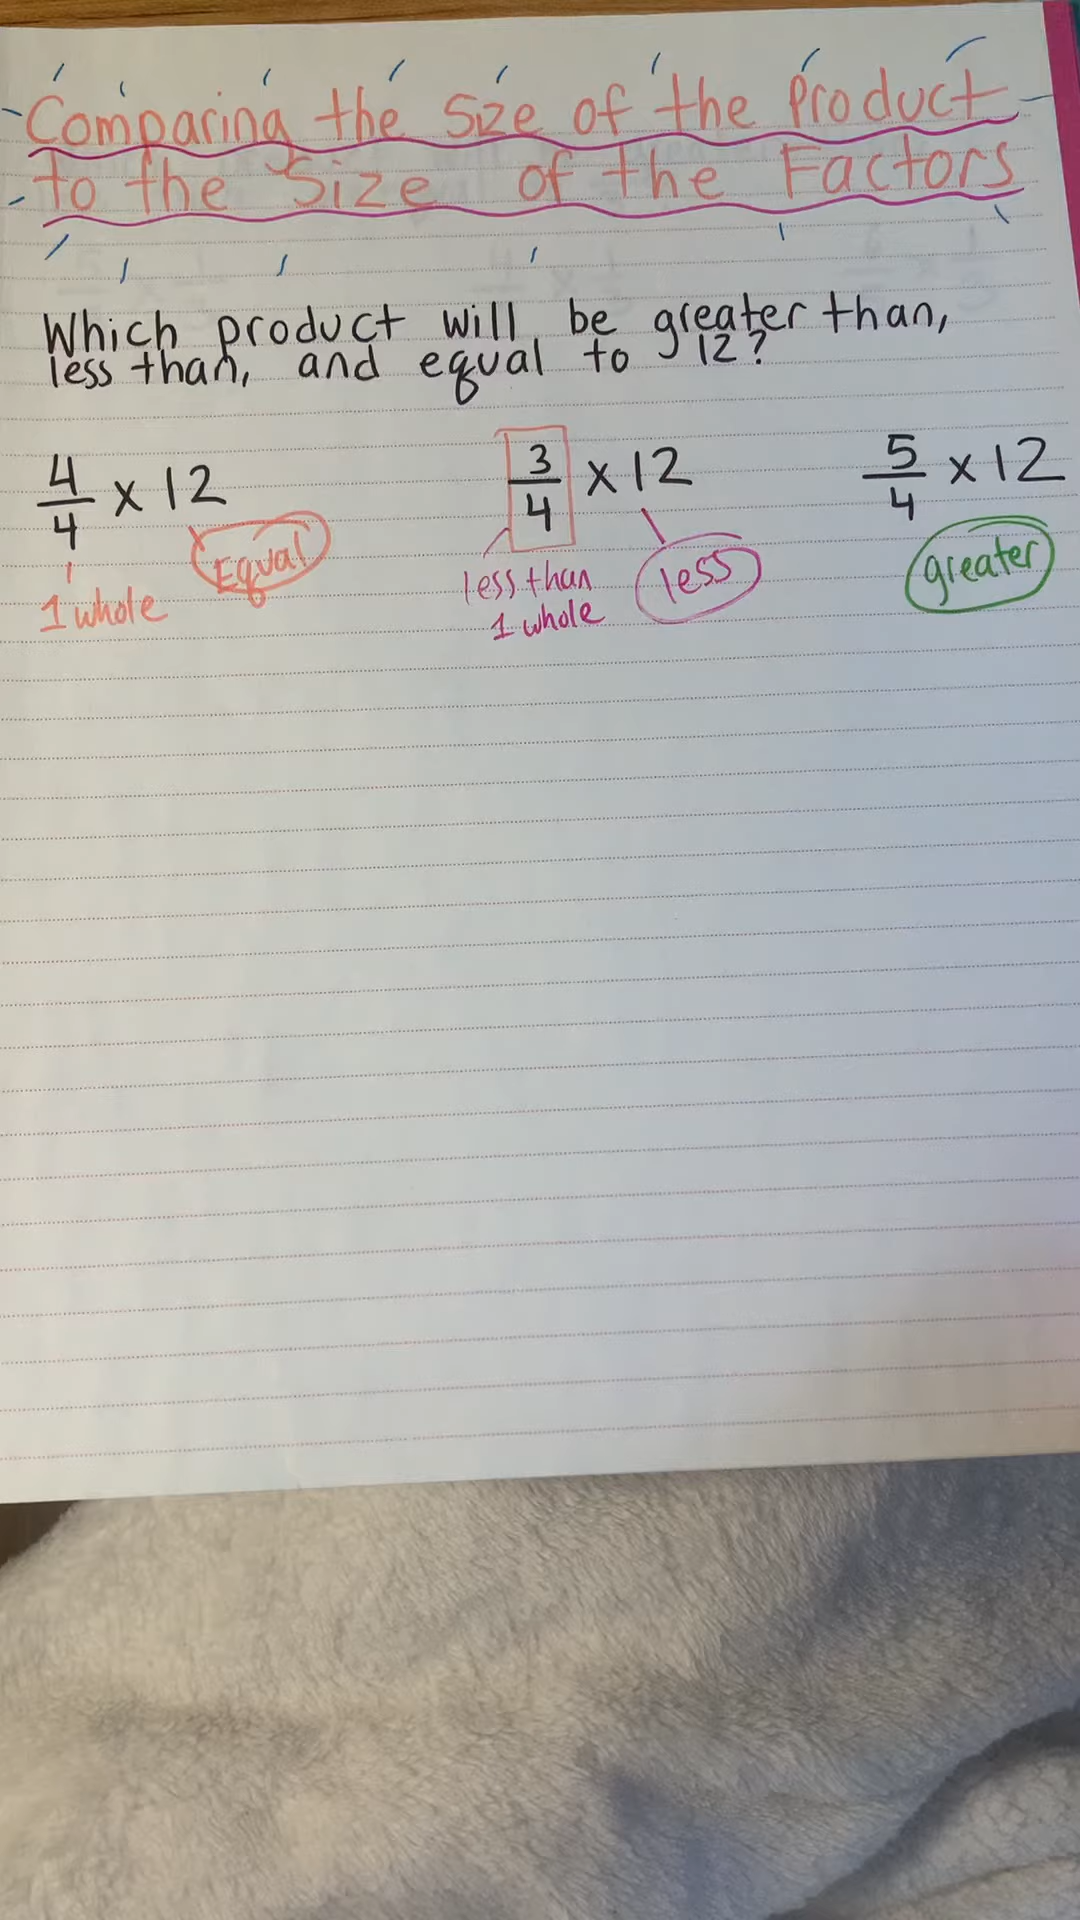 Comparing the Size of the Product
to the Size of the Factors
Which product will be greater than,
less than, and equal to 12?
4/4 x 12
3/4 x 12
5/4 x 12
Equal
1 whole
less than
1 whole
less
greater